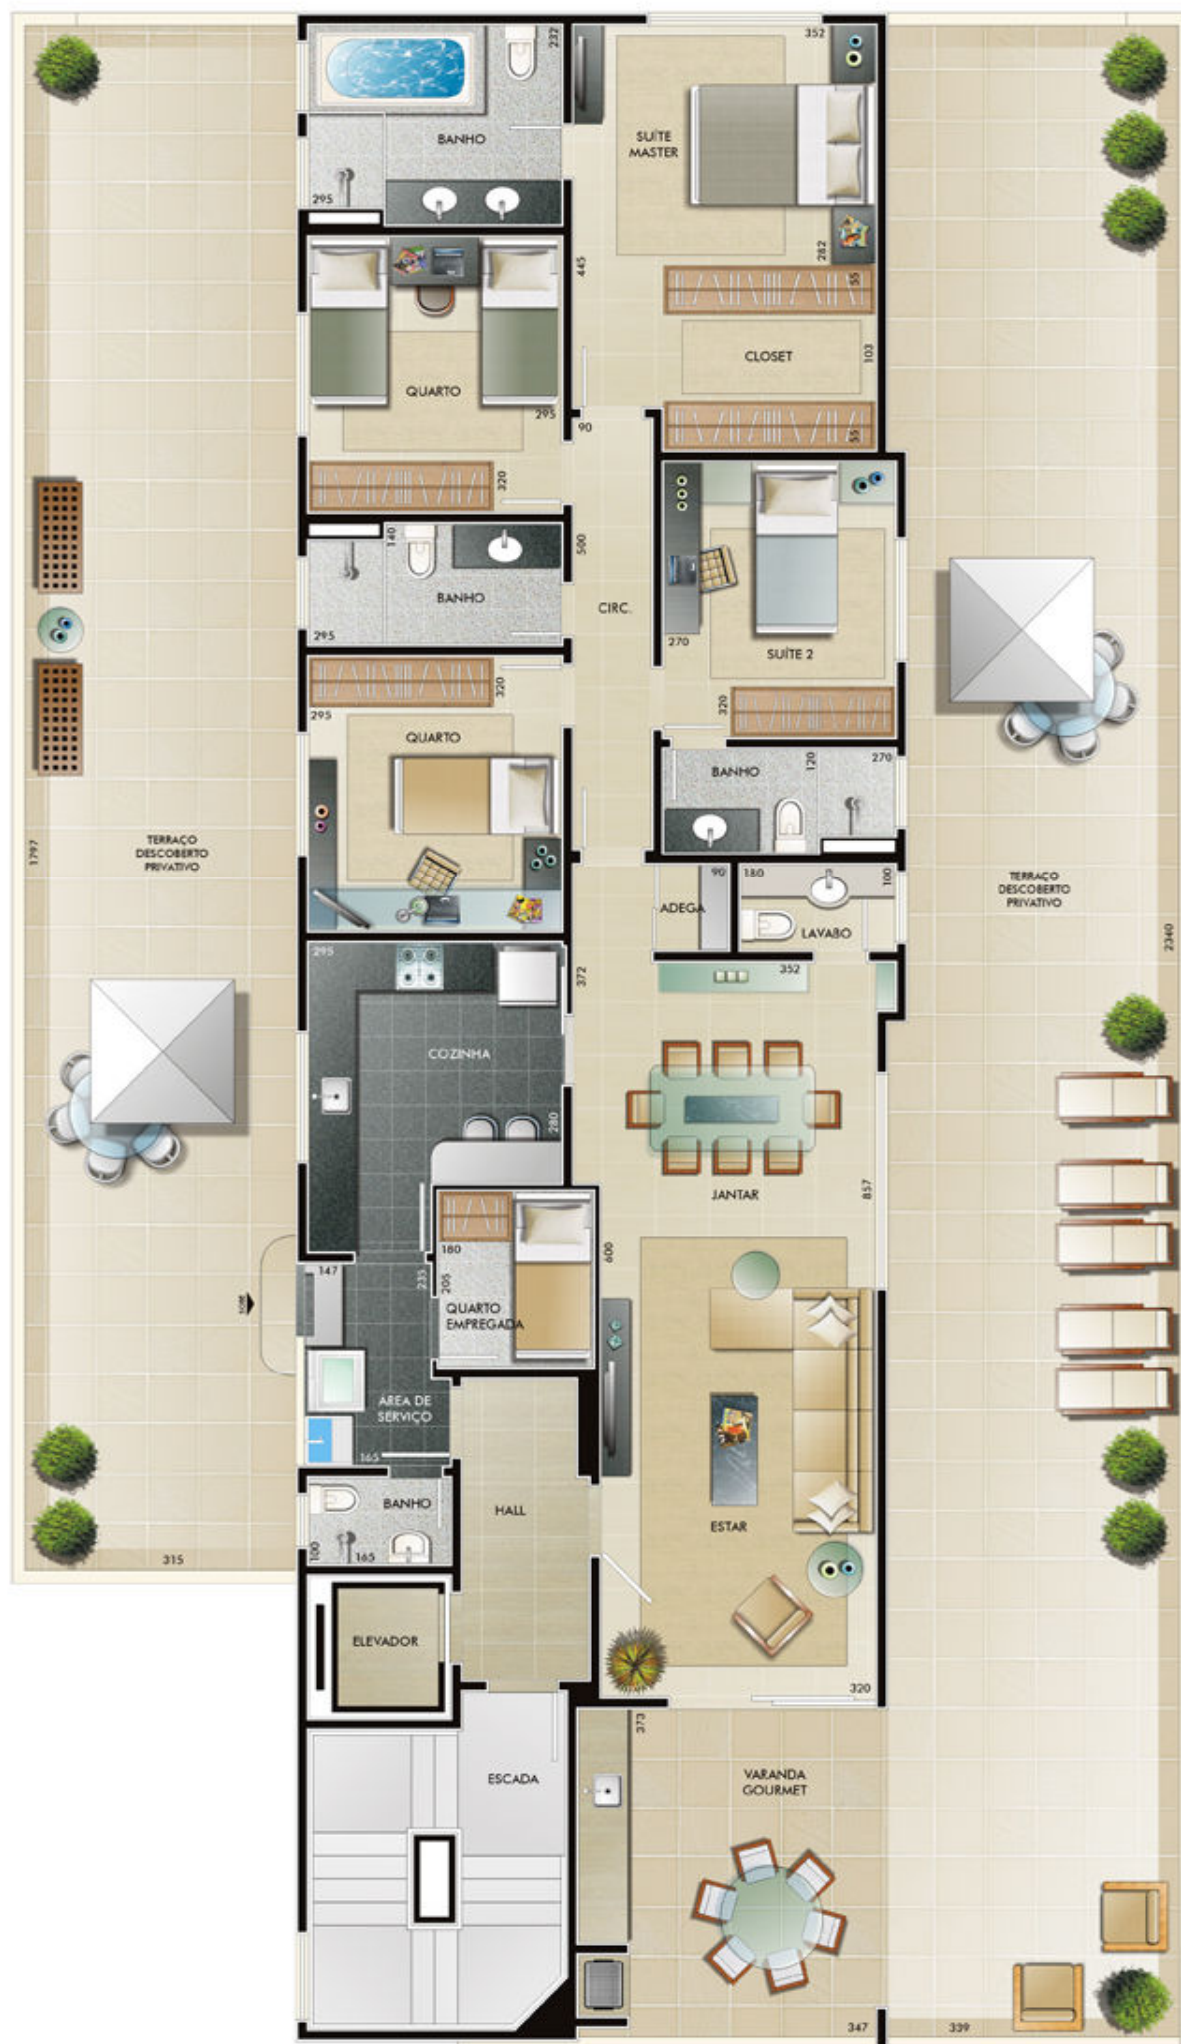 232
352
BANHO
SUÍTE
MASTER
295
282
445
55
CLOSET
103
QUARTO
295
90
55
320
140
500
BANHO
CIRC.
295
270
SUÍTE 2
320
320
295
QUARTO
BANHO
120
270
1797
TERRAÇO
DESCOBERTO
PRIVATIVO
90
180
100
TERRAÇO
DESCOBERTO
PRIVATIVO
ADEGA
LAVABO
2340
295
372
352
COZINHA
280
JANTAR
857
600
180
147
235
205
SOBE
QUARTO
EMPREGADA
ÁREA DE
SERVIÇO
165
BANHO
HALL
ESTAR
100
165
315
ELEVADOR
320
373
ESCADA
VARANDA
GOURMET
347
339